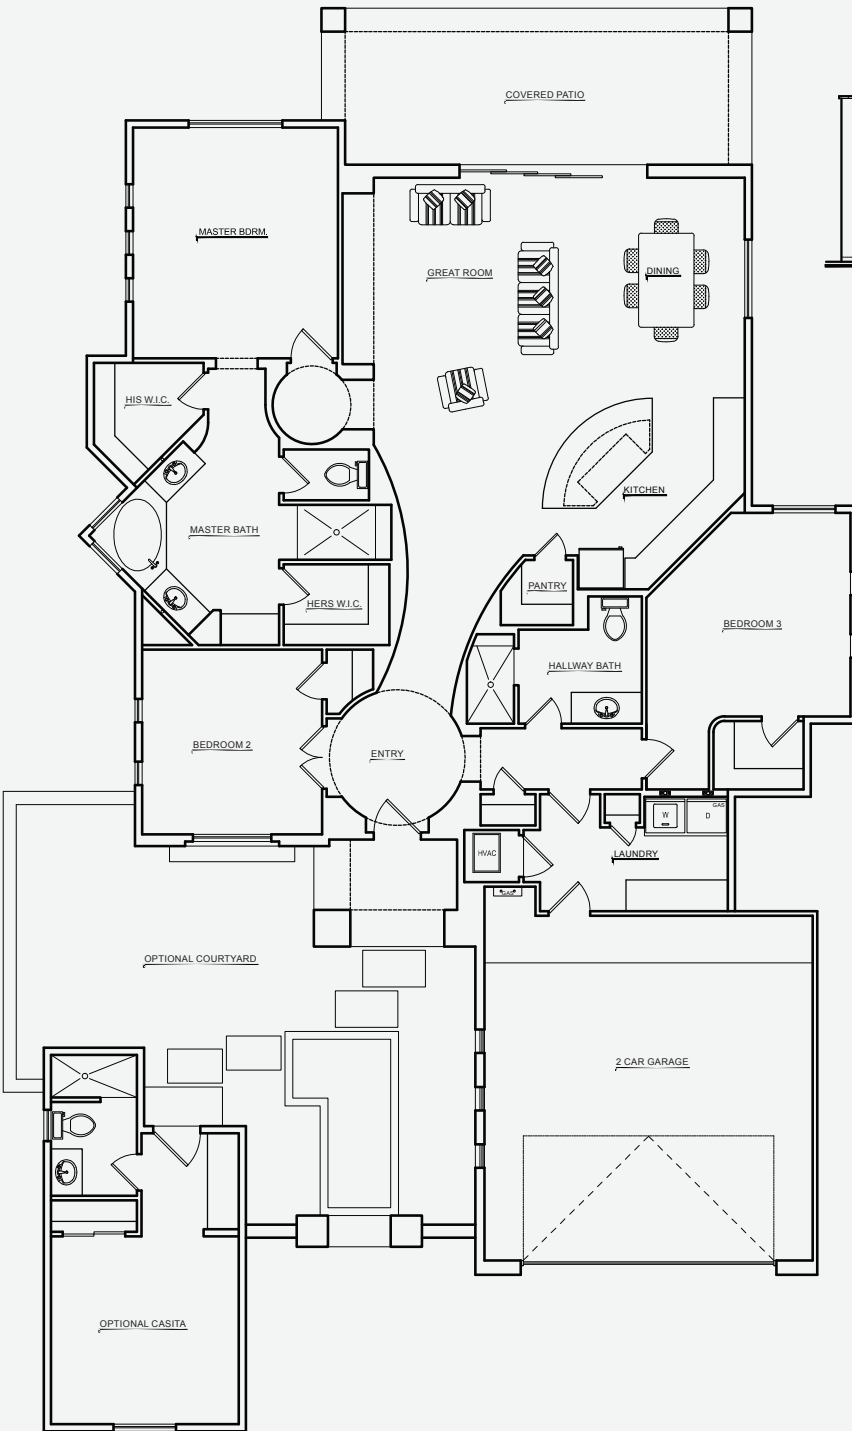 COVERED PATIO
MASTER BDRM.
GREAT ROOM
DINING
HIS W.I.C.
KITCHEN
MASTER BATH
PANTRY
HERS W.I.C.
BEDROOM 3
HALLWAY BATH
BEDROOM 2
ENTRY
GAS
W
D
HVAC
LAUNDRY
GAS
OPTIONAL COURTYARD
2 CAR GARAGE
OPTIONAL CASITA